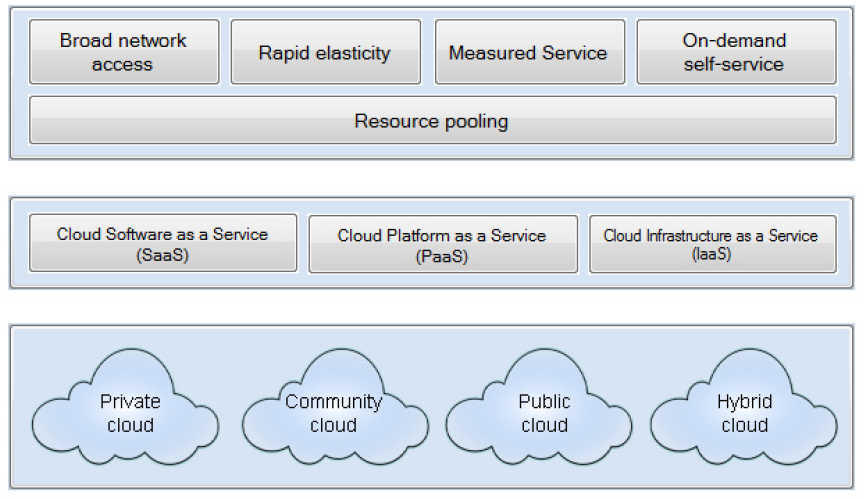 Broad network
access
Rapid elasticity
Measured Service
On-demand
self-service
Resource pooling
Cloud Software as a Service
(SaaS)
Cloud Platform as a Service
(PaaS)
Cloud Infrastructure as a Service
(IaaS)
Private
cloud
Community
cloud
Public
cloud
Hybrid
cloud